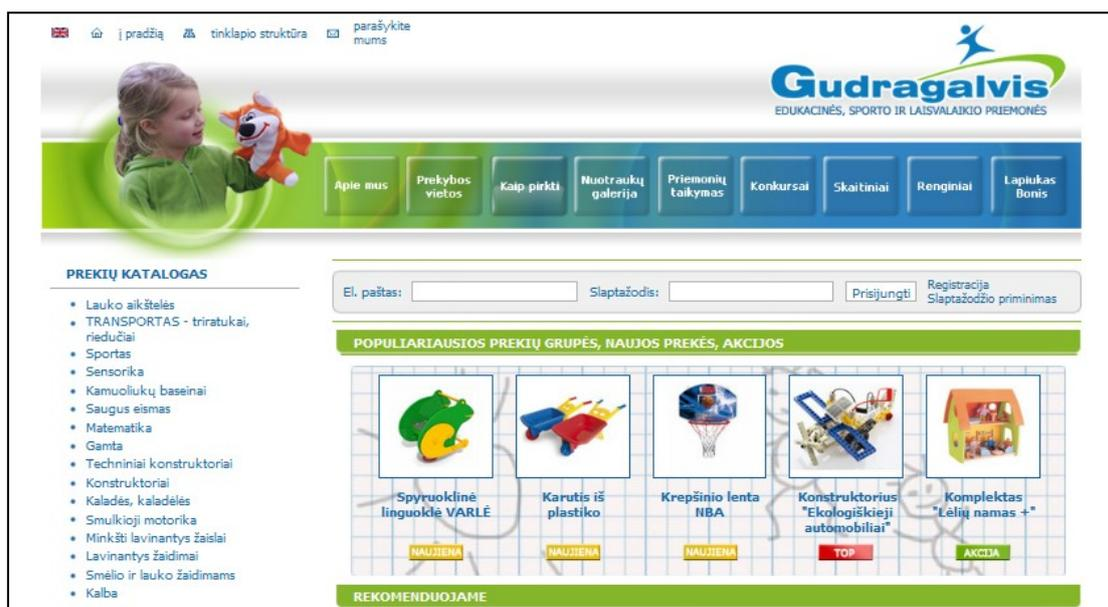 į pradžią
tinklapio struktūra
parašykite
mums
Gudragalvis
EDUKACINĖS, SPORTO IR LAISVALAIKIO PRIEMONĖS
Apie mus
Prekybos
vietos
Kaip pirkti
Nuotraukų
galerija
Priemonių
taikymas
Konkursai
Skaitiniai
Renginiai
Lapiukas
Bonis
PREKIŲ KATALOGAS
Lauko aikštelės
TRANSPORTAS - triratukai,
riedučiai
Sportas
Sensorika
Kamuoliukų baseinai
Saugus eismas
Matematika
Gamta
Techniniai konstruktoriai
Konstruktoriai
Kaladės, kaladėlės
Smulkioji motorika
Minkšti lavinantys žaislai
Lavinantys žaidimai
Smėlio ir lauko žaidimams
Kalba
El. paštas:
Slaptažodis:
Prisijungti
Registracija
Slaptažodžio priminimas
POPULIARIAUSIOS PREKIŲ GRUPĖS, NAUJOS PREKĖS, AKCIJOS
Spyruoklinė
linguoklė VARLĖ
NAUJIENA
Karutis iš
plastiko
NAUJIENA
Krepšinio lenta
NBA
NAUJIENA
Konstruktorius
"Ekologiškieji
automobiliai"
TOP
Komplektas
"Lėlių namas +"
AKCIJA
REKOMENDUOJAME